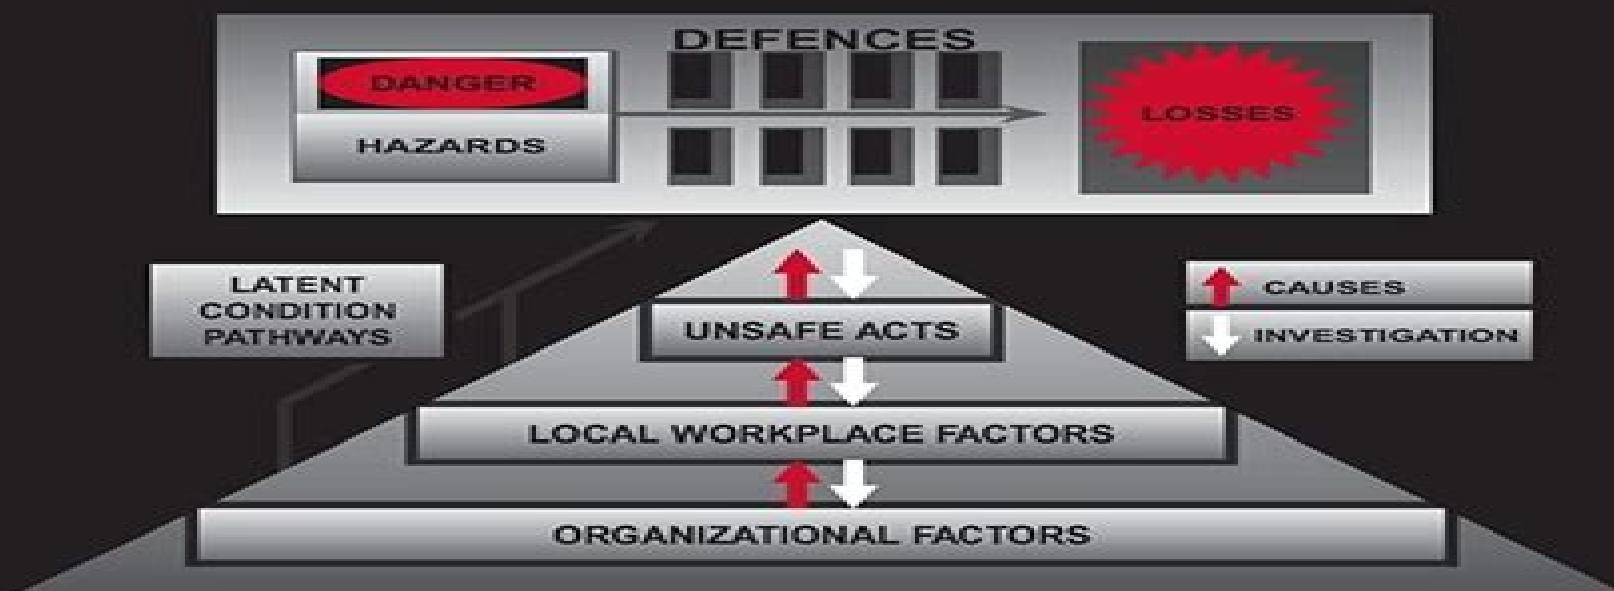 DEFENCES
DANGER
HAZARDS
LOSSES
LATENT
CONDITION
PATHWAYS
CAUSES
INVESTIGATION
UNSAFE ACTS
LOCAL WORKPLACE FACTORS
ORGANIZATIONAL FACTORS